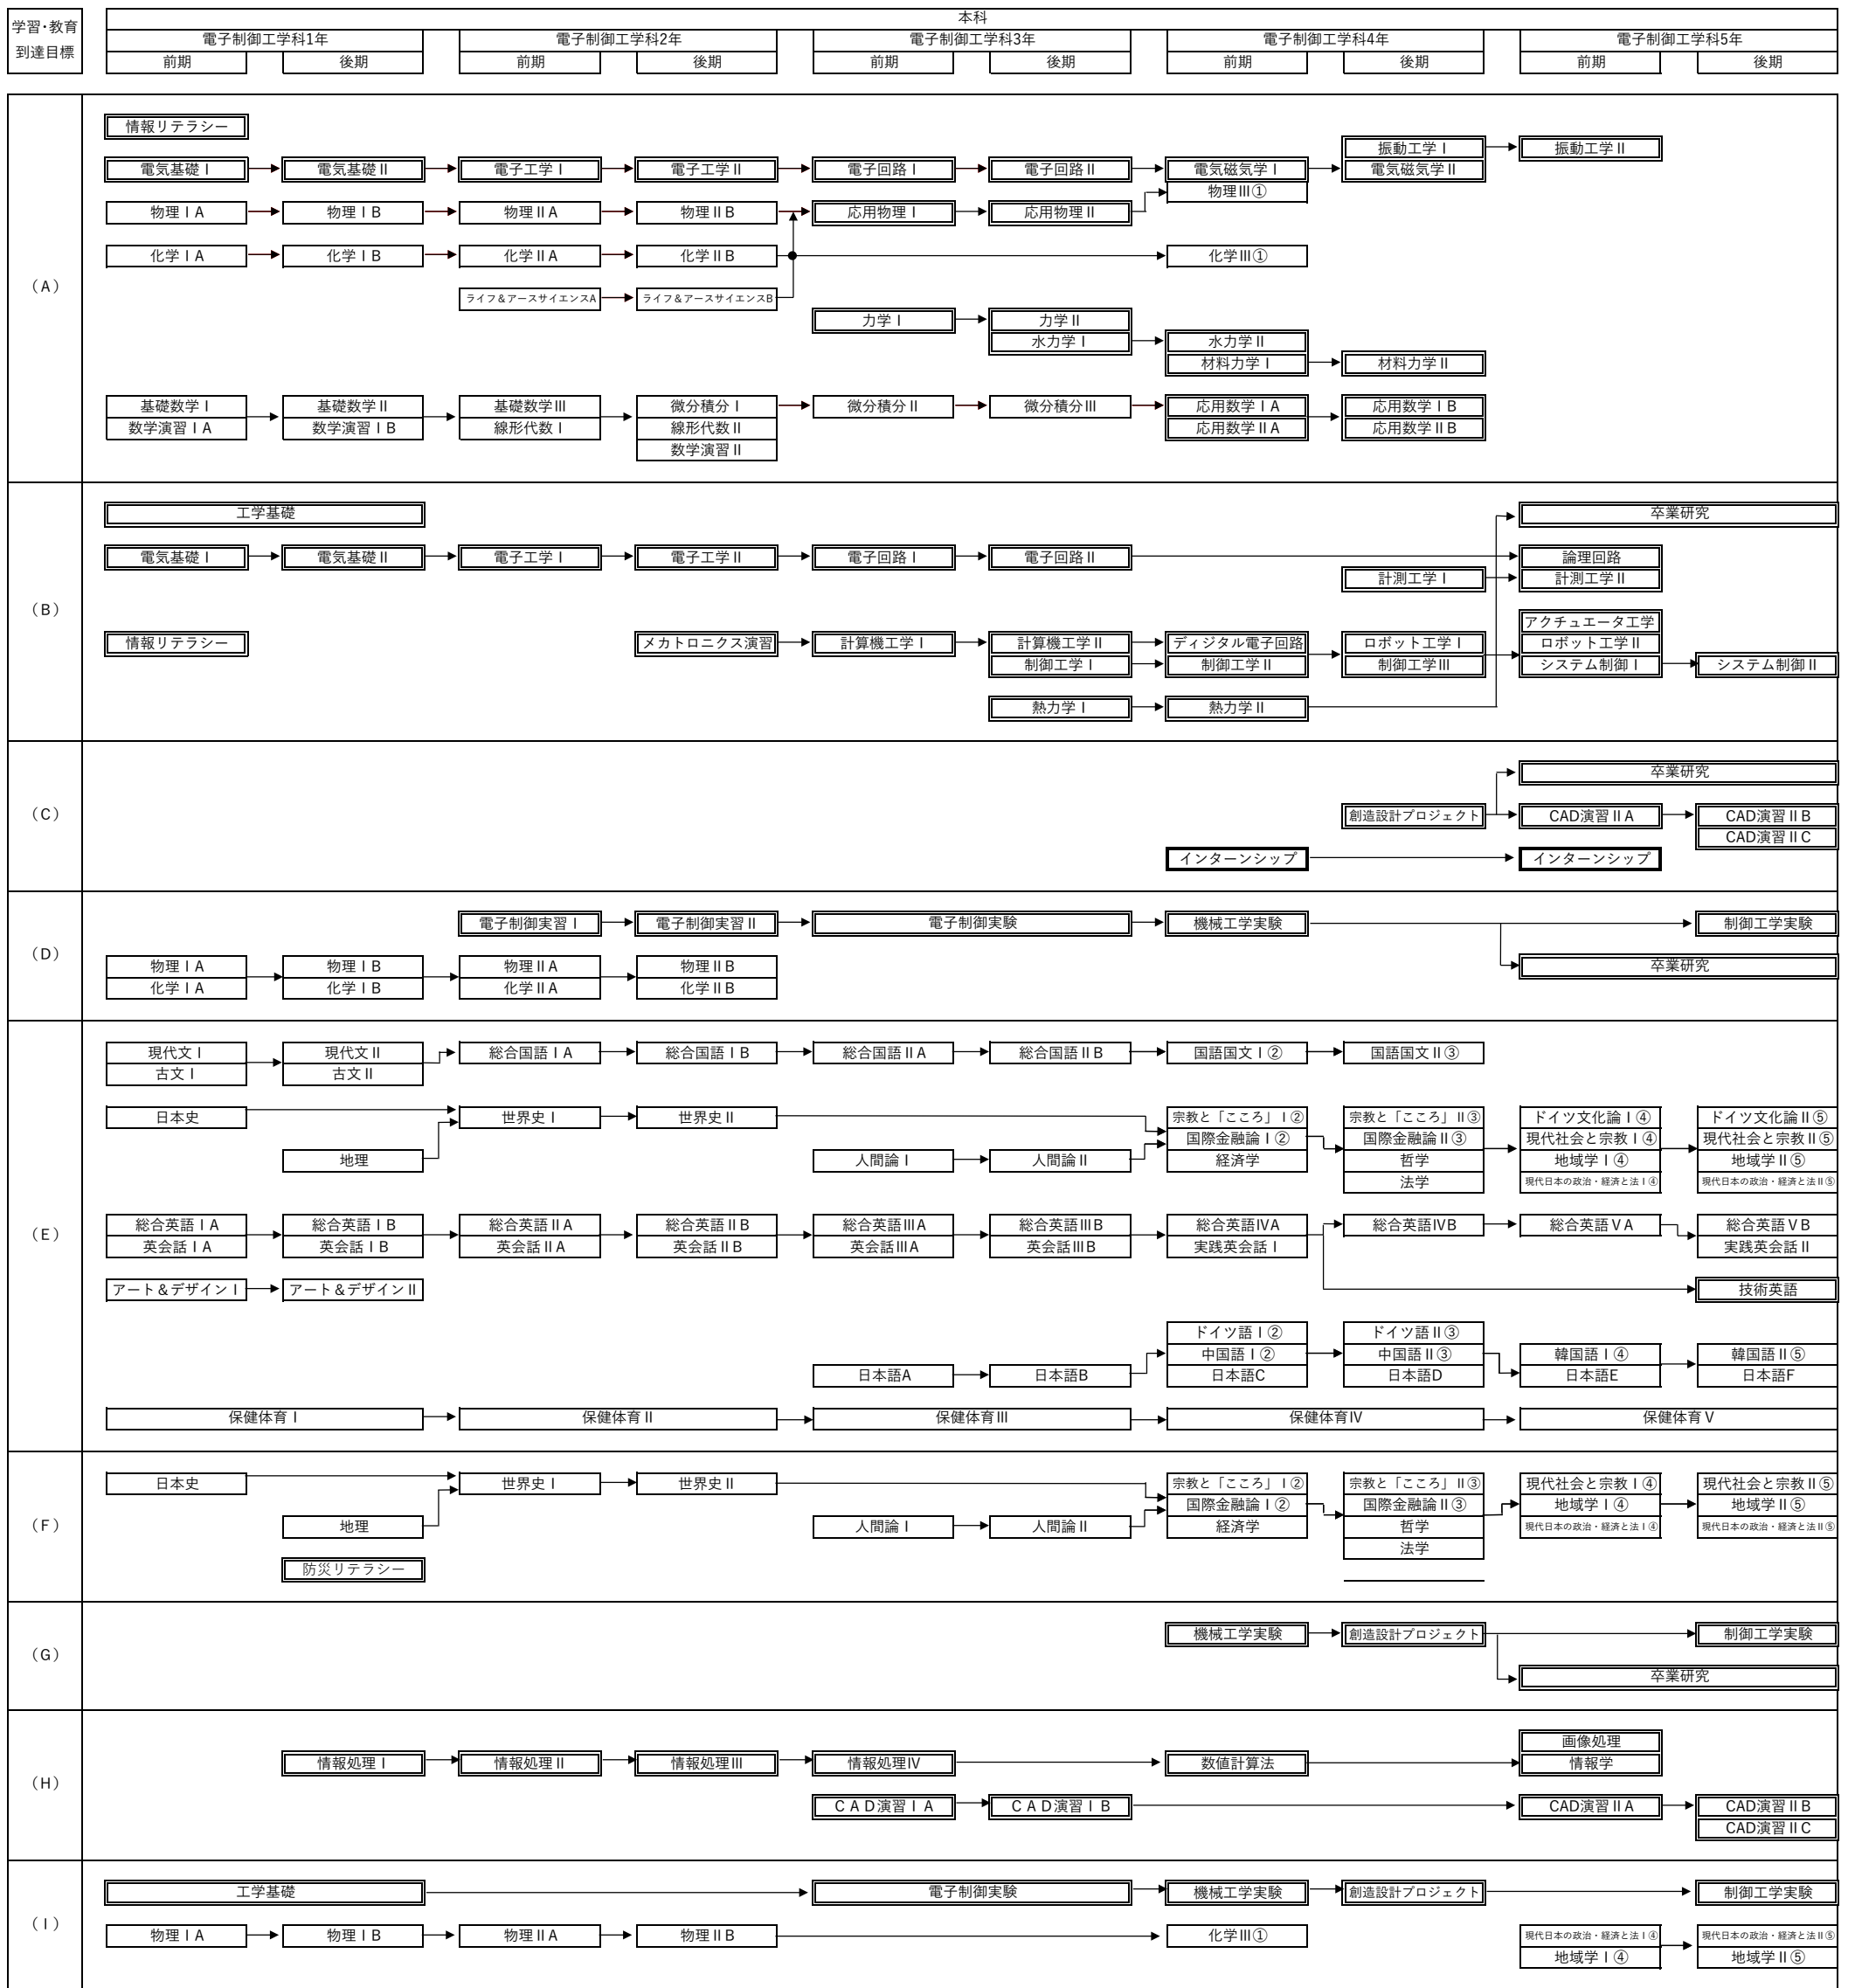 学習･教育
到達目標
本科
電子制御工学科1年 電子制御工学科2年 電子制御工学科3年 電子制御工学科4年 電子制御工学科5年
前期 後期 前期 後期 前期 後期 前期 後期 前期 後期
（A）
情報リテラシー
振動工学Ⅰ 振動工学Ⅱ
電気基礎Ⅰ 電気基礎Ⅱ 電子工学Ⅰ 電子工学Ⅱ 電子回路Ⅰ 電子回路Ⅱ 電気磁気学Ⅰ 電気磁気学Ⅱ
物理Ⅲ①
物理ⅠA 物理ⅠB 物理ⅡA 物理ⅡB 応用物理Ⅰ 応用物理Ⅱ
化学ⅠA 化学ⅠB 化学ⅡA 化学ⅡB 化学Ⅲ①
ライフ＆アースサイエンスA ライフ＆アースサイエンスB
力学Ⅰ 力学Ⅱ
水力学Ⅰ 水力学Ⅱ
材料力学Ⅰ 材料力学Ⅱ
基礎数学Ⅰ 基礎数学Ⅱ 基礎数学Ⅲ 微分積分Ⅰ 微分積分Ⅱ 微分積分Ⅲ 応用数学ⅠA 応用数学ⅠB
数学演習ⅠA 数学演習ⅠB 線形代数Ⅰ 線形代数Ⅱ 応用数学ⅡA 応用数学ⅡB
数学演習Ⅱ
（B）
工学基礎 卒業研究
電気基礎Ⅰ 電気基礎Ⅱ 電子工学Ⅰ 電子工学Ⅱ 電子回路Ⅰ 電子回路Ⅱ 論理回路
計測工学Ⅰ 計測工学Ⅱ
アクチュエータ工学
情報リテラシー メカトロニクス演習 計算機工学Ⅰ 計算機工学Ⅱ ディジタル電子回路 ロボット工学Ⅰ ロボット工学Ⅱ
制御工学Ⅰ 制御工学Ⅱ 制御工学Ⅲ システム制御Ⅰ システム制御Ⅱ
熱力学Ⅰ 熱力学Ⅱ
（C）
卒業研究
創造設計プロジェクト CAD演習ⅡA CAD演習ⅡB
CAD演習ⅡC
インターンシップ インターンシップ
（D）
電子制御実習Ⅰ 電子制御実習Ⅱ 電子制御実験 機械工学実験 制御工学実験
物理ⅠA 物理ⅠB 物理ⅡA 物理ⅡB 卒業研究
化学ⅠA 化学ⅠB 化学ⅡA 化学ⅡB
（E）
現代文Ⅰ 現代文Ⅱ 総合国語ⅠA 総合国語ⅠB 総合国語ⅡA 総合国語ⅡB 国語国文Ⅰ② 国語国文Ⅱ③
古文Ⅰ 古文Ⅱ
日本史 世界史Ⅰ 世界史Ⅱ 宗教と「こころ」Ⅰ② 宗教と「こころ」Ⅱ③ ドイツ文化論Ⅰ④ ドイツ文化論Ⅱ⑤
国際金融論Ⅰ② 国際金融論Ⅱ③ 現代社会と宗教Ⅰ④ 現代社会と宗教Ⅱ⑤
地理 人間論Ⅰ 人間論Ⅱ 経済学 哲学 地域学Ⅰ④ 地域学Ⅱ⑤
法学 現代日本の政治・経済と法Ⅰ④ 現代日本の政治・経済と法Ⅱ⑤
総合英語ⅠA 総合英語ⅠB 総合英語ⅡA 総合英語ⅡB 総合英語ⅢA 総合英語ⅢB 総合英語ⅣA 総合英語ⅣB 総合英語ⅤA 総合英語ⅤB
英会話ⅠA 英会話ⅠB 英会話ⅡA 英会話ⅡB 英会話ⅢA 英会話ⅢB 実践英会話Ⅰ 実践英会話Ⅱ
アート＆デザインⅠ アート＆デザインⅡ 技術英語
ドイツ語Ⅰ② ドイツ語Ⅱ③
中国語Ⅰ② 中国語Ⅱ③ 韓国語Ⅰ④ 韓国語Ⅱ⑤
日本語A 日本語B 日本語C 日本語D 日本語E 日本語F
保健体育Ⅰ 保健体育Ⅱ 保健体育Ⅲ 保健体育Ⅳ 保健体育Ⅴ
（F）
日本史 世界史Ⅰ 世界史Ⅱ 宗教と「こころ」Ⅰ② 宗教と「こころ」Ⅱ③ 現代社会と宗教Ⅰ④ 現代社会と宗教Ⅱ⑤
国際金融論Ⅰ② 国際金融論Ⅱ③ 地域学Ⅰ④ 地域学Ⅱ⑤
地理 人間論Ⅰ 人間論Ⅱ 経済学 哲学 現代日本の政治・経済と法Ⅰ④ 現代日本の政治・経済と法Ⅱ⑤
法学
防災リテラシー
（G）
機械工学実験 創造設計プロジェクト 制御工学実験
卒業研究
（H）
画像処理
情報処理Ⅰ 情報処理Ⅱ 情報処理Ⅲ 情報処理Ⅳ 数値計算法 情報学
ＣＡＤ演習ⅠA ＣＡＤ演習ⅠB CAD演習ⅡA CAD演習ⅡB
CAD演習ⅡC
（Ｉ）
工学基礎 電子制御実験 機械工学実験 創造設計プロジェクト 制御工学実験
物理ⅠA 物理ⅠB 物理ⅡA 物理ⅡB 化学Ⅲ① 現代日本の政治・経済と法Ⅰ④ 現代日本の政治・経済と法Ⅱ⑤
地域学Ⅰ④ 地域学Ⅱ⑤